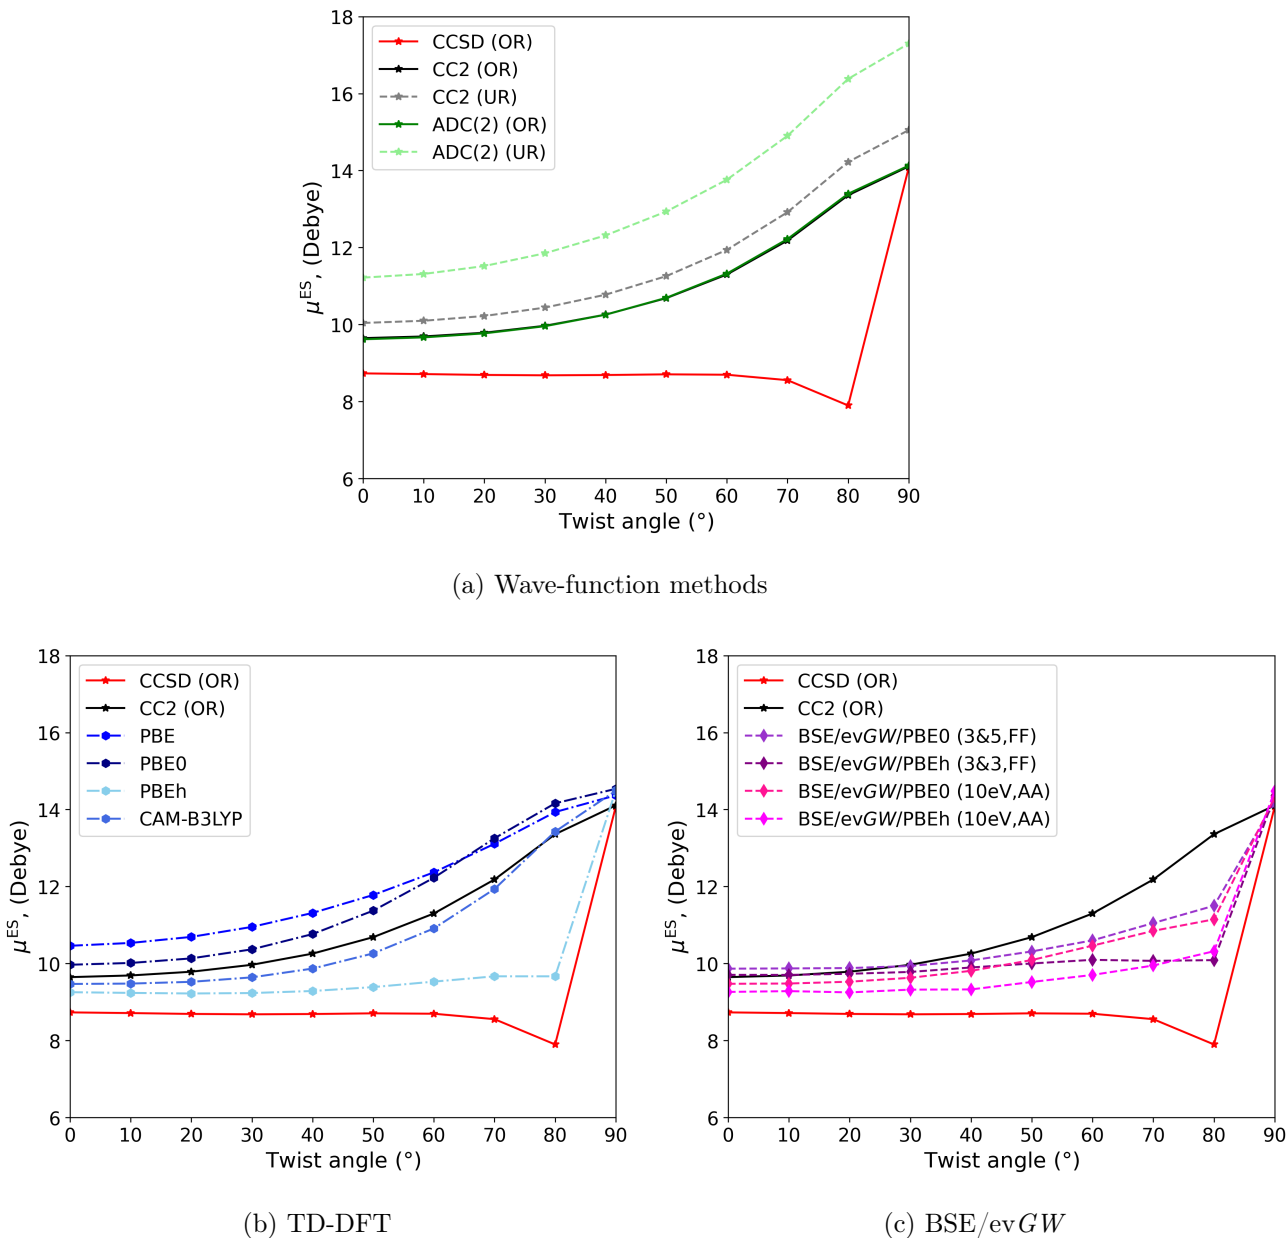 18
16
14
12
10
8
6
μ^ES, (Debye)
CCSD (OR)
CC2 (OR)
CC2 (UR)
ADC(2) (OR)
ADC(2) (UR)
0 10 20 30 40 50 60 70 80 90
Twist angle (°)
(a) Wave-function methods
18
16
14
12
10
8
6
μ^ES, (Debye)
CCSD (OR)
CC2 (OR)
PBE
PBE0
PBEh
CAM-B3LYP
0 10 20 30 40 50 60 70 80 90
Twist angle (°)
(b) TD-DFT
18
16
14
12
10
8
6
μ^ES, (Debye)
CCSD (OR)
CC2 (OR)
BSE/evGW/PBE0 (3&5,FF)
BSE/evGW/PBEh (3&3,FF)
BSE/evGW/PBE0 (10eV,AA)
BSE/evGW/PBEh (10eV,AA)
0 10 20 30 40 50 60 70 80 90
Twist angle (°)
(c) BSE/evGW